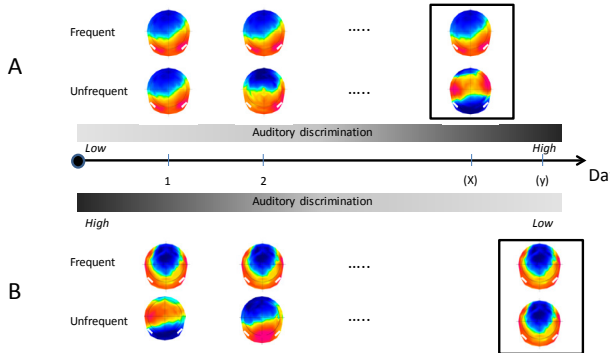 Frequent
.....
A
Unfrequent
.....
Auditory discrimination
Low
High
1
2
(X)
(y)
Da
Auditory discrimination
High
Low
Frequent
.....
B
Unfrequent
.....